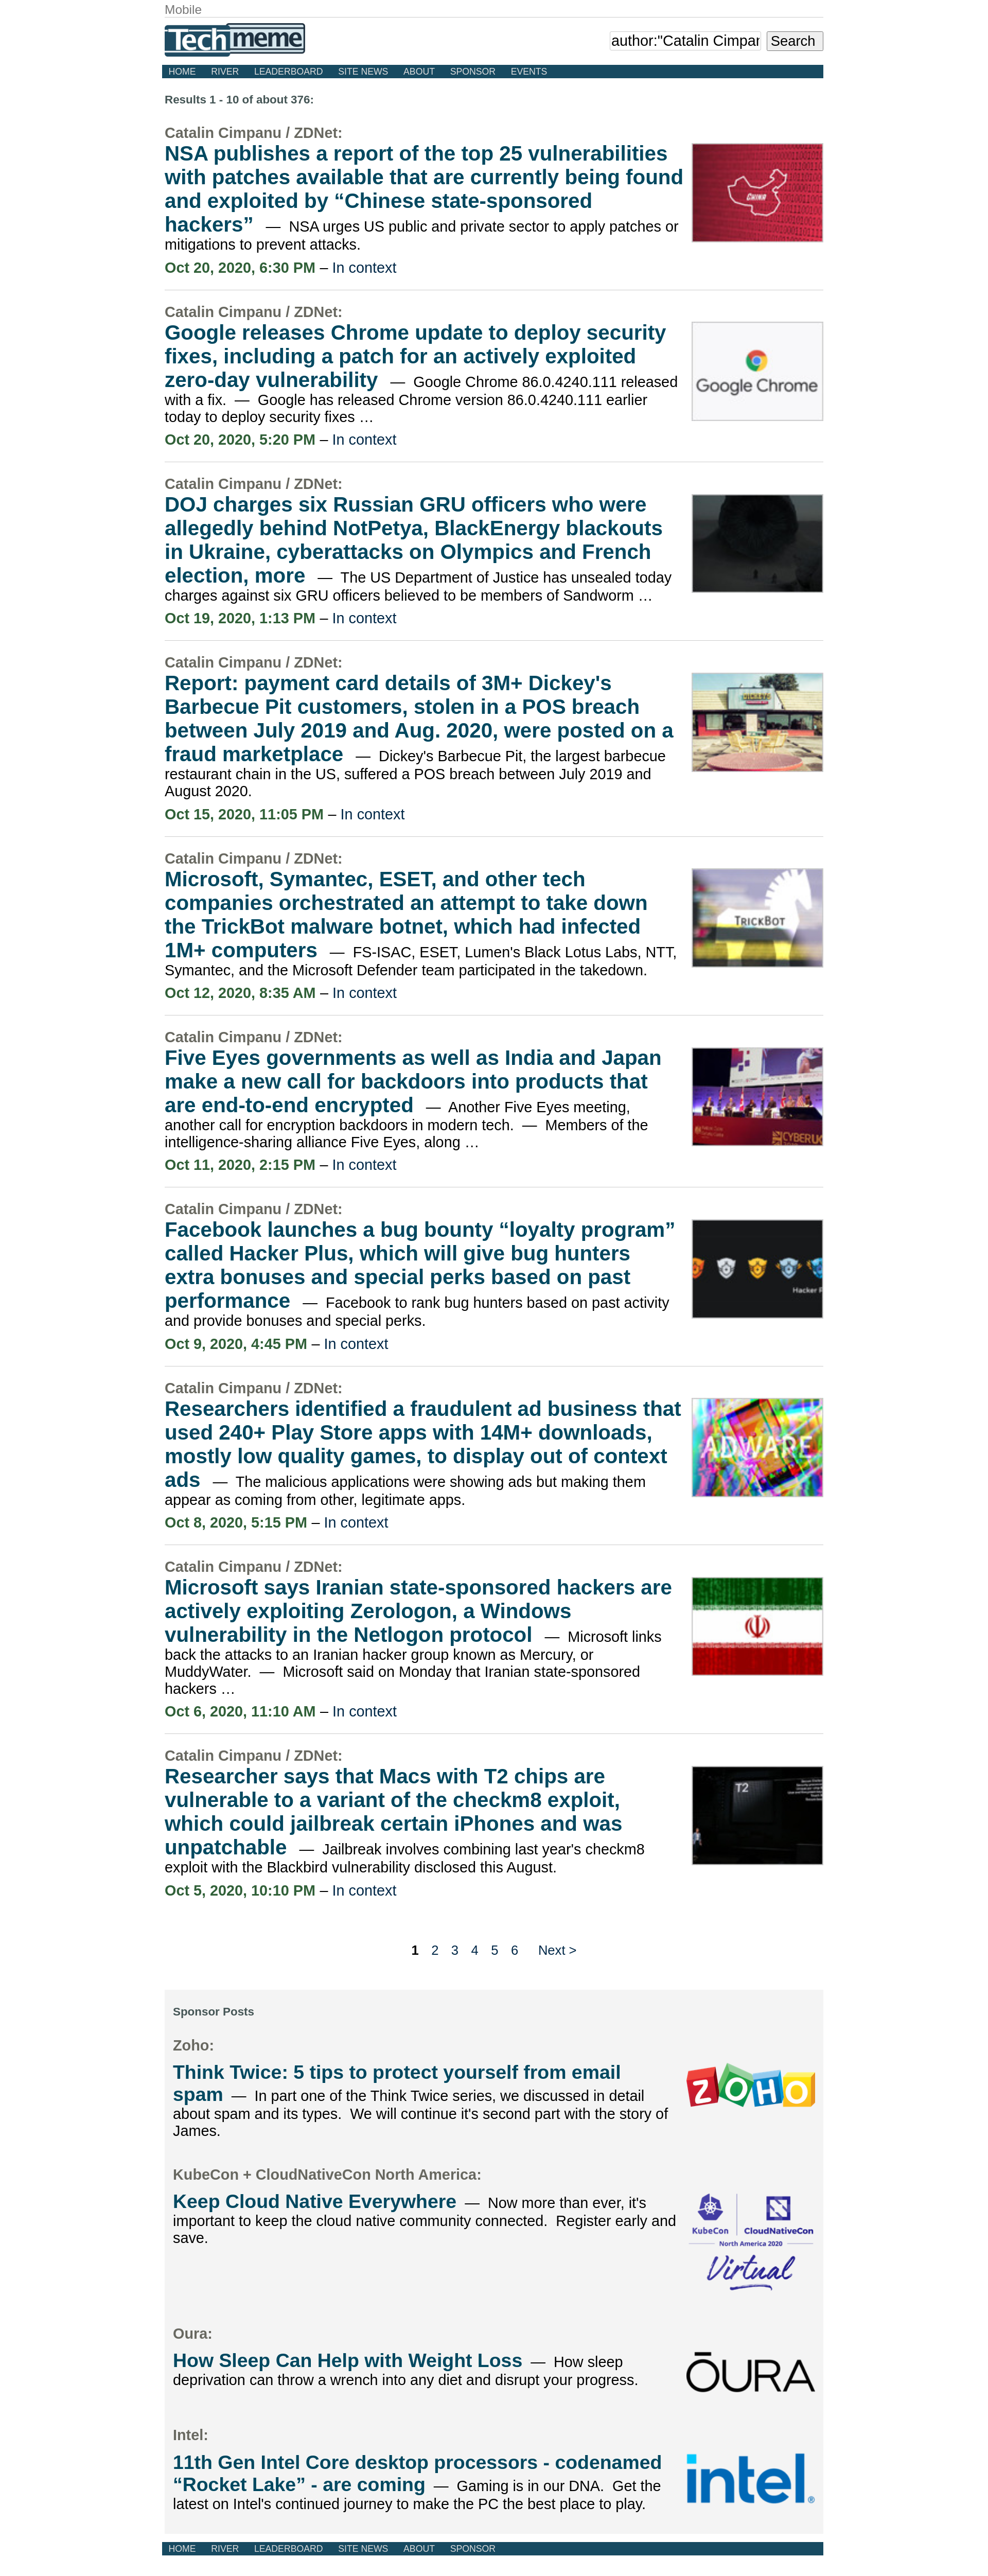 Mobile
Techmeme
author:"Catalin Cimpar
Search
HOME RIVER LEADERBOARD SITE NEWS ABOUT SPONSOR EVENTS
Results 1 - 10 of about 376:
Catalin Cimpanu / ZDNet:
NSA publishes a report of the top 25 vulnerabilities
with patches available that are currently being found
and exploited by “Chinese state-sponsored
hackers” — NSA urges US public and private sector to apply patches or
mitigations to prevent attacks.
CHINA
Oct 20, 2020, 6:30 PM – In context
Catalin Cimpanu / ZDNet:
Google releases Chrome update to deploy security
fixes, including a patch for an actively exploited
zero-day vulnerability — Google Chrome 86.0.4240.111 released
with a fix. — Google has released Chrome version 86.0.4240.111 earlier
today to deploy security fixes …
Google Chrome
Oct 20, 2020, 5:20 PM – In context
Catalin Cimpanu / ZDNet:
DOJ charges six Russian GRU officers who were
allegedly behind NotPetya, BlackEnergy blackouts
in Ukraine, cyberattacks on Olympics and French
election, more — The US Department of Justice has unsealed today
charges against six GRU officers believed to be members of Sandworm …
Oct 19, 2020, 1:13 PM – In context
Catalin Cimpanu / ZDNet:
Report: payment card details of 3M+ Dickey's
Barbecue Pit customers, stolen in a POS breach
between July 2019 and Aug. 2020, were posted on a
fraud marketplace — Dickey's Barbecue Pit, the largest barbecue
restaurant chain in the US, suffered a POS breach between July 2019 and
August 2020.
Oct 15, 2020, 11:05 PM – In context
Catalin Cimpanu / ZDNet:
Microsoft, Symantec, ESET, and other tech
companies orchestrated an attempt to take down
the TrickBot malware botnet, which had infected
1M+ computers — FS-ISAC, ESET, Lumen's Black Lotus Labs, NTT,
Symantec, and the Microsoft Defender team participated in the takedown.
TRICKBOT
Oct 12, 2020, 8:35 AM – In context
Catalin Cimpanu / ZDNet:
Five Eyes governments as well as India and Japan
make a new call for backdoors into products that
are end-to-end encrypted — Another Five Eyes meeting,
another call for encryption backdoors in modern tech. — Members of the
intelligence-sharing alliance Five Eyes, along …
CYBERUK
Oct 11, 2020, 2:15 PM – In context
Catalin Cimpanu / ZDNet:
Facebook launches a bug bounty “loyalty program”
called Hacker Plus, which will give bug hunters
extra bonuses and special perks based on past
performance — Facebook to rank bug hunters based on past activity
and provide bonuses and special perks.
Hacker P
Oct 9, 2020, 4:45 PM – In context
Catalin Cimpanu / ZDNet:
Researchers identified a fraudulent ad business that
used 240+ Play Store apps with 14M+ downloads,
mostly low quality games, to display out of context
ads — The malicious applications were showing ads but making them
appear as coming from other, legitimate apps.
ADWARE
Oct 8, 2020, 5:15 PM – In context
Catalin Cimpanu / ZDNet:
Microsoft says Iranian state-sponsored hackers are
actively exploiting Zerologon, a Windows
vulnerability in the Netlogon protocol — Microsoft links
back the attacks to an Iranian hacker group known as Mercury, or
MuddyWater. — Microsoft said on Monday that Iranian state-sponsored
hackers …
Oct 6, 2020, 11:10 AM – In context
Catalin Cimpanu / ZDNet:
Researcher says that Macs with T2 chips are
vulnerable to a variant of the checkm8 exploit,
which could jailbreak certain iPhones and was
unpatchable — Jailbreak involves combining last year's checkm8
exploit with the Blackbird vulnerability disclosed this August.
T2
Oct 5, 2020, 10:10 PM – In context
1 2 3 4 5 6 Next >
Sponsor Posts
Zoho:
Think Twice: 5 tips to protect yourself from email
spam — In part one of the Think Twice series, we discussed in detail
about spam and its types. We will continue it's second part with the story of
James.
ZOHO
KubeCon + CloudNativeCon North America:
Keep Cloud Native Everywhere — Now more than ever, it's
important to keep the cloud native community connected. Register early and
save.
KubeCon CloudNativeCon
North America 2020
Virtual
Oura:
How Sleep Can Help with Weight Loss — How sleep
deprivation can throw a wrench into any diet and disrupt your progress.
ŌURA
Intel:
11th Gen Intel Core desktop processors - codenamed
“Rocket Lake” - are coming — Gaming is in our DNA. Get the
latest on Intel's continued journey to make the PC the best place to play.
intel®
HOME RIVER LEADERBOARD SITE NEWS ABOUT SPONSOR